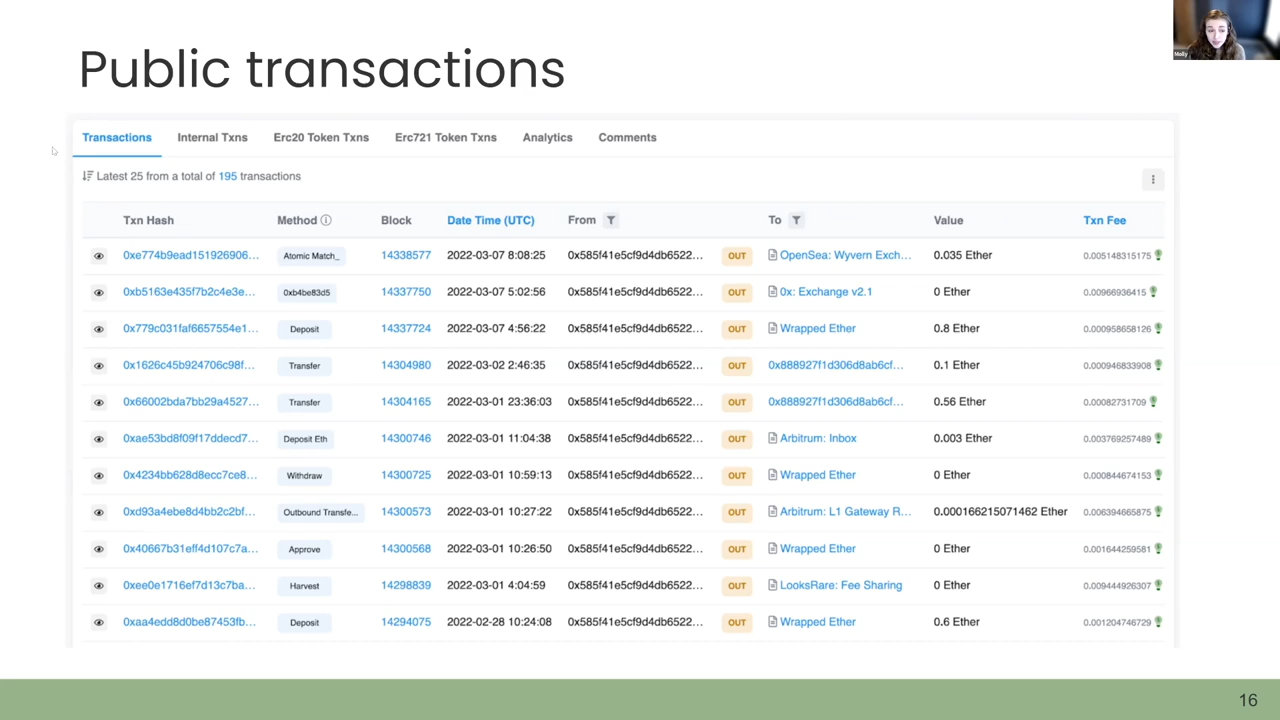 Molly
Public transactions
Transactions Internal Txns Erc20 Token Txns Erc721 Token Txns Analytics Comments
Latest 25 from a total of 195 transactions
Txn Hash Method Block Date Time (UTC) From To Value Txn Fee
0xe774b9ead151926906... Atomic Match_ 14338577 2022-03-07 8:08:25 0x585f41e5cf9d4db6522... OUT OpenSea: Wyvern Exch... 0.035 Ether 0.005148315175
0xb5163e435f7b2c4e3e... 0xb4be83d5 14337750 2022-03-07 5:02:56 0x585f41e5cf9d4db6522... OUT 0x: Exchange v2.1 0 Ether 0.00966936415
0x779c031faf6657554e1... Deposit 14337724 2022-03-07 4:56:22 0x585f41e5cf9d4db6522... OUT Wrapped Ether 0.8 Ether 0.000958658126
0x1626c45b924706c98f... Transfer 14304980 2022-03-02 2:46:35 0x585f41e5cf9d4db6522... OUT 0x888927f1d306d8ab6cf... 0.1 Ether 0.000946833908
0x66002bda7bb29a4527... Transfer 14304165 2022-03-01 23:36:03 0x585f41e5cf9d4db6522... OUT 0x888927f1d306d8ab6cf... 0.56 Ether 0.00082731709
0xae53bd8f09f17ddecd7... Deposit Eth 14300746 2022-03-01 11:04:38 0x585f41e5cf9d4db6522... OUT Arbitrum: Inbox 0.003 Ether 0.003769257489
0x4234bb628d8ecc7ce8... Withdraw 14300725 2022-03-01 10:59:13 0x585f41e5cf9d4db6522... OUT Wrapped Ether 0 Ether 0.000844674153
0xd93a4ebe8d4bb2c2bf... Outbound Transfe... 14300573 2022-03-01 10:27:22 0x585f41e5cf9d4db6522... OUT Arbitrum: L1 Gateway R... 0.000166215071462 Ether 0.006394665875
0x40667b31eff4d107c7a... Approve 14300568 2022-03-01 10:26:50 0x585f41e5cf9d4db6522... OUT Wrapped Ether 0 Ether 0.001644259581
0xee0e1716ef7d13c7ba... Harvest 14298839 2022-03-01 4:04:59 0x585f41e5cf9d4db6522... OUT LooksRare: Fee Sharing 0 Ether 0.009444926307
0xaa4edd8d0be87453fb... Deposit 14294075 2022-02-28 10:24:08 0x585f41e5cf9d4db6522... OUT Wrapped Ether 0.6 Ether 0.001204746729
16